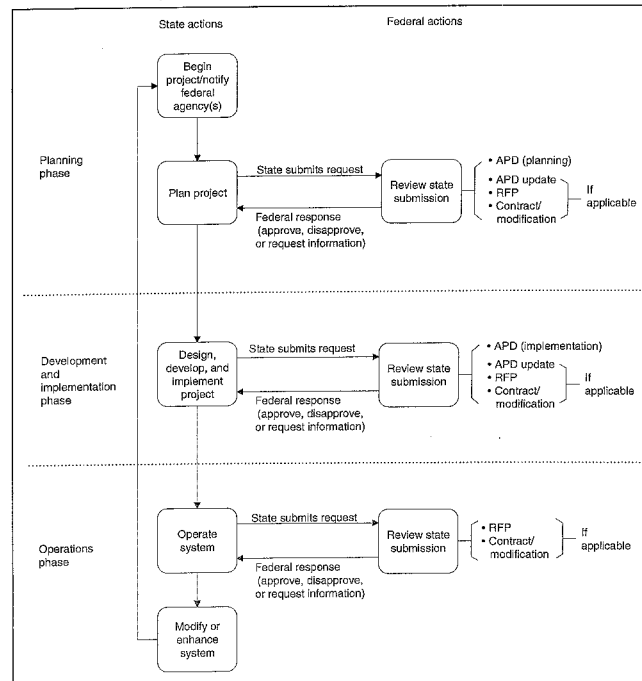 State actions
Federal actions
Begin
project/notify
federal
agency(s)
Planning
phase
Plan project
State submits request
Federal response
(approve, disapprove,
or request information)
Review state
submission
• APD (planning)
• APD update
• RFP
• Contract/
modification
If
applicable
Development
and
implementation
phase
Design,
develop, and
implement
project
State submits request
Federal response
(approve, disapprove,
or request information)
Review state
submission
• APD (implementation)
• APD update
• RFP
• Contract/
modification
If
applicable
Operations
phase
Operate
system
State submits request
Federal response
(approve, disapprove,
or request information)
Review state
submission
• RFP
• Contract/
modification
If
applicable
Modify or
enhance
system